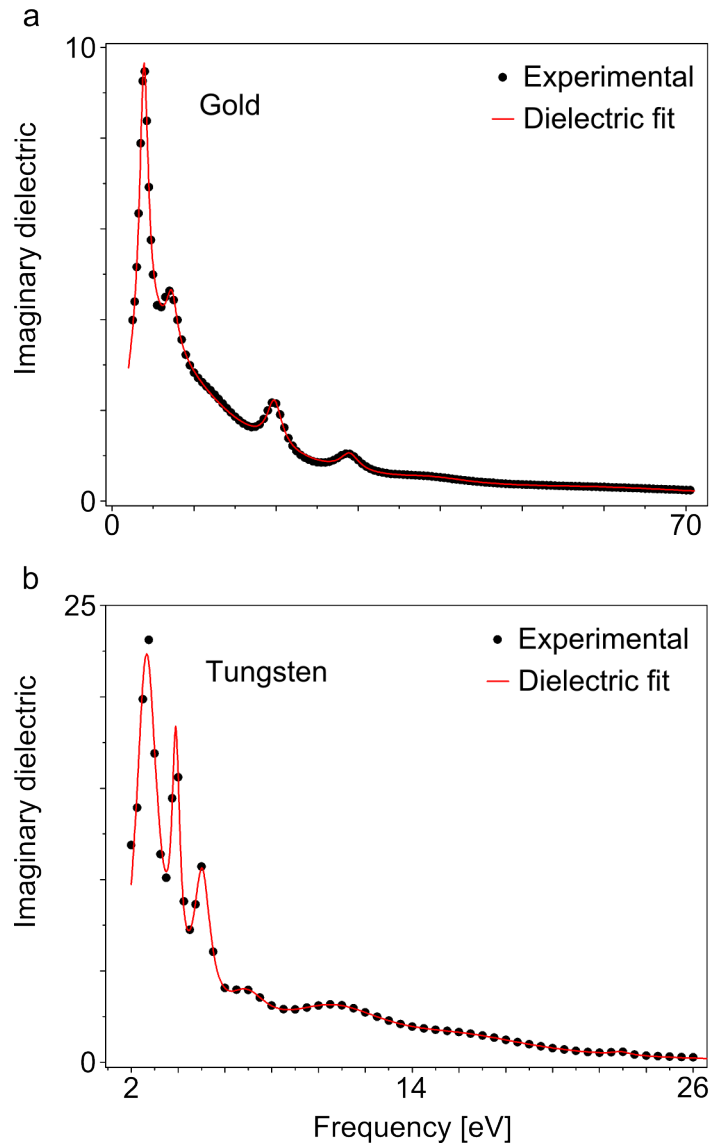 a
10
Gold
Experimental
Dielectric fit
Imaginary dielectric
0
0
70
b
25
Tungsten
Experimental
Dielectric fit
Imaginary dielectric
0
2
14
26
Frequency [eV]